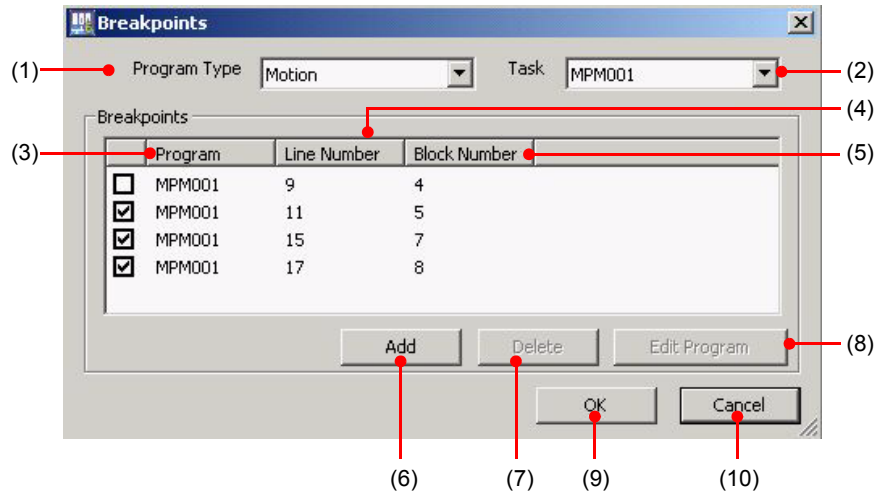 Breakpoints
(1) Program Type Motion Task MPM001 (2)
Breakpoints (4)
(3) Program Line Number Block Number (5)
MPM001 9 4
MPM001 11 5
MPM001 15 7
MPM001 17 8
Add Delete Edit Program (8)
OK Cancel
(6) (7) (9) (10)